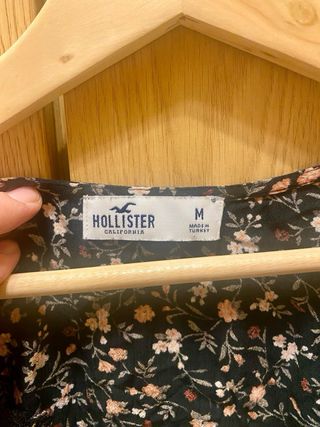 HOLLISTER
CALIFORNIA
M
MADE IN
TURKEY